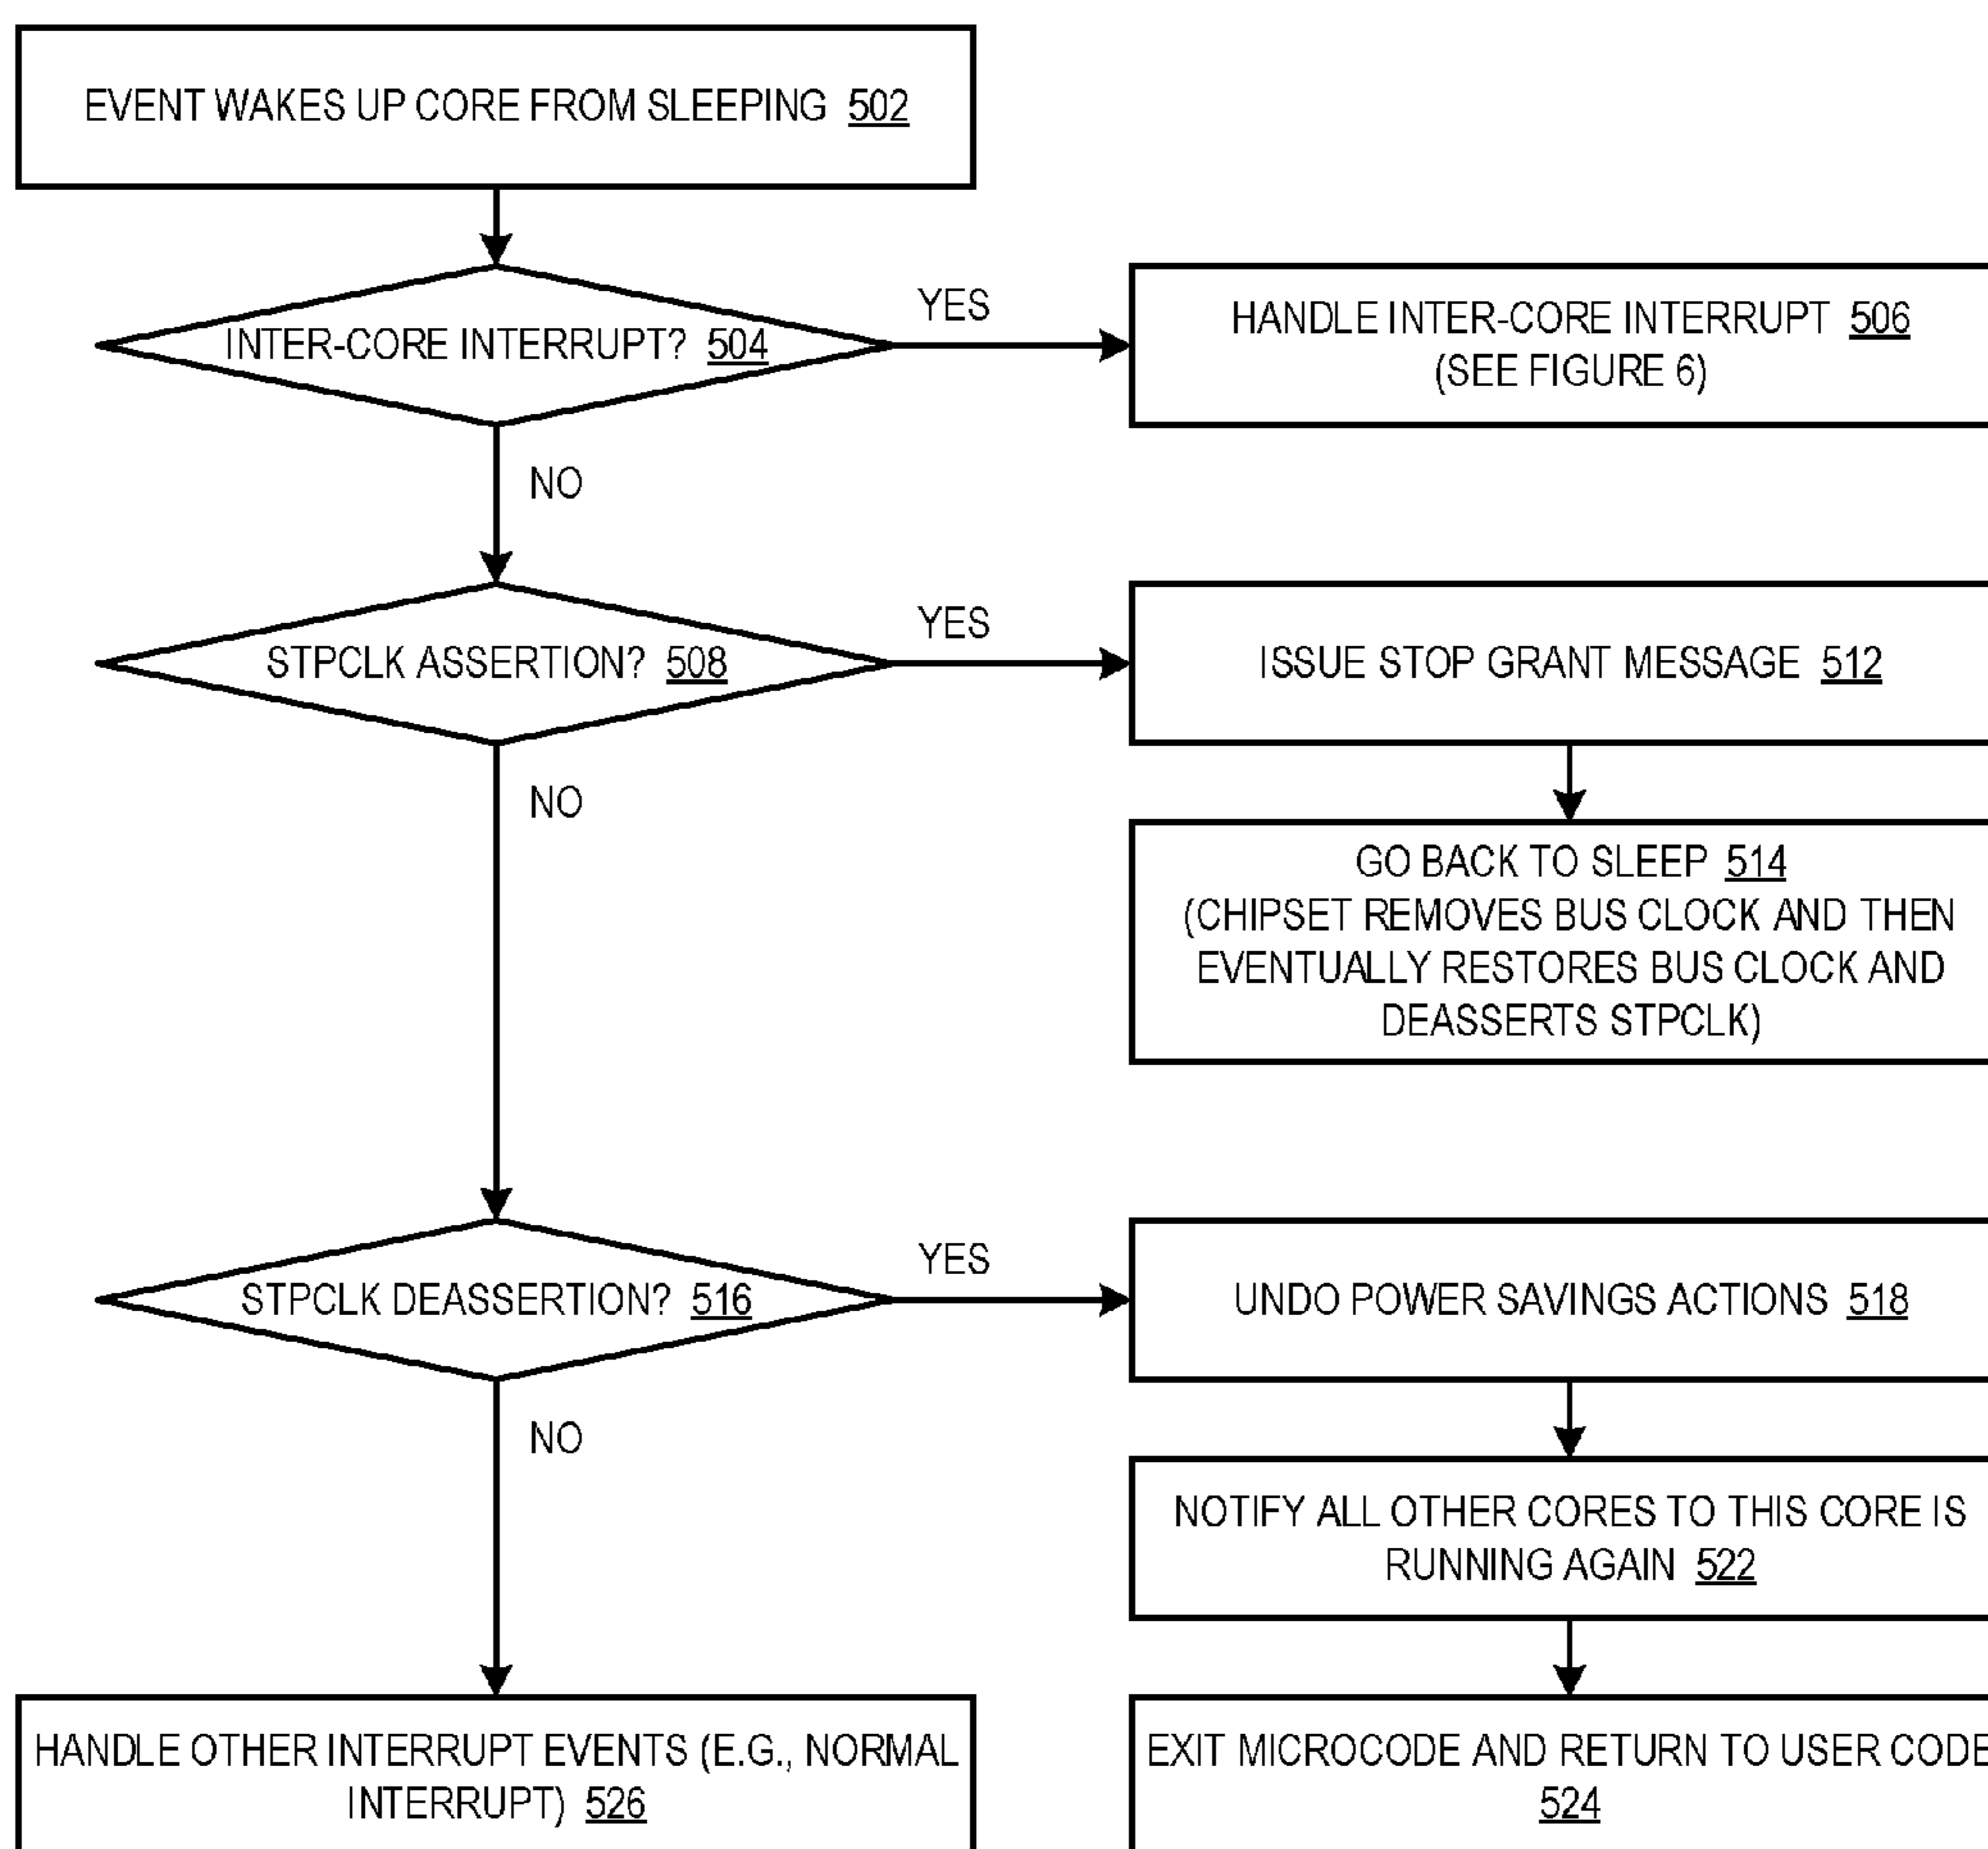 EVENT WAKES UP CORE FROM SLEEPING 502
INTER-CORE INTERRUPT? 504
YES
HANDLE INTER-CORE INTERRUPT 506
(SEE FIGURE 6)
NO
STPCLK ASSERTION? 508
YES
ISSUE STOP GRANT MESSAGE 512
NO
GO BACK TO SLEEP 514
(CHIPSET REMOVES BUS CLOCK AND THEN
EVENTUALLY RESTORES BUS CLOCK AND
DEASSERTS STPCLK)
STPCLK DEASSERTION? 516
YES
UNDO POWER SAVINGS ACTIONS 518
NO
NOTIFY ALL OTHER CORES TO THIS CORE IS
RUNNING AGAIN 522
HANDLE OTHER INTERRUPT EVENTS (E.G., NORMAL
INTERRUPT) 526
EXIT MICROCODE AND RETURN TO USER CODE
524